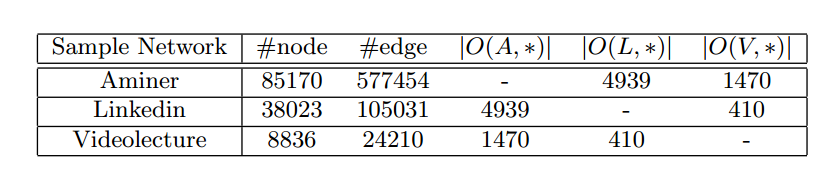 Sample Network #node #edge |O(A,∗)| |O(L,∗)| |O(V,∗)|
Aminer 85170 577454 - 4939 1470
Linkedin 38023 105031 4939 - 410
Videolecture 8836 24210 1470 410 -